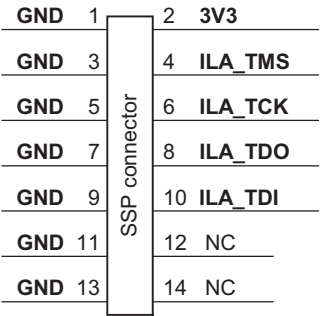 GND 1 2 3V3
GND 3 4 ILA_TMS
GND 5 6 ILA_TCK
GND 7 8 ILA_TDO
GND 9 10 ILA_TDI
GND 11 12 NC
GND 13 14 NC
SSP connector